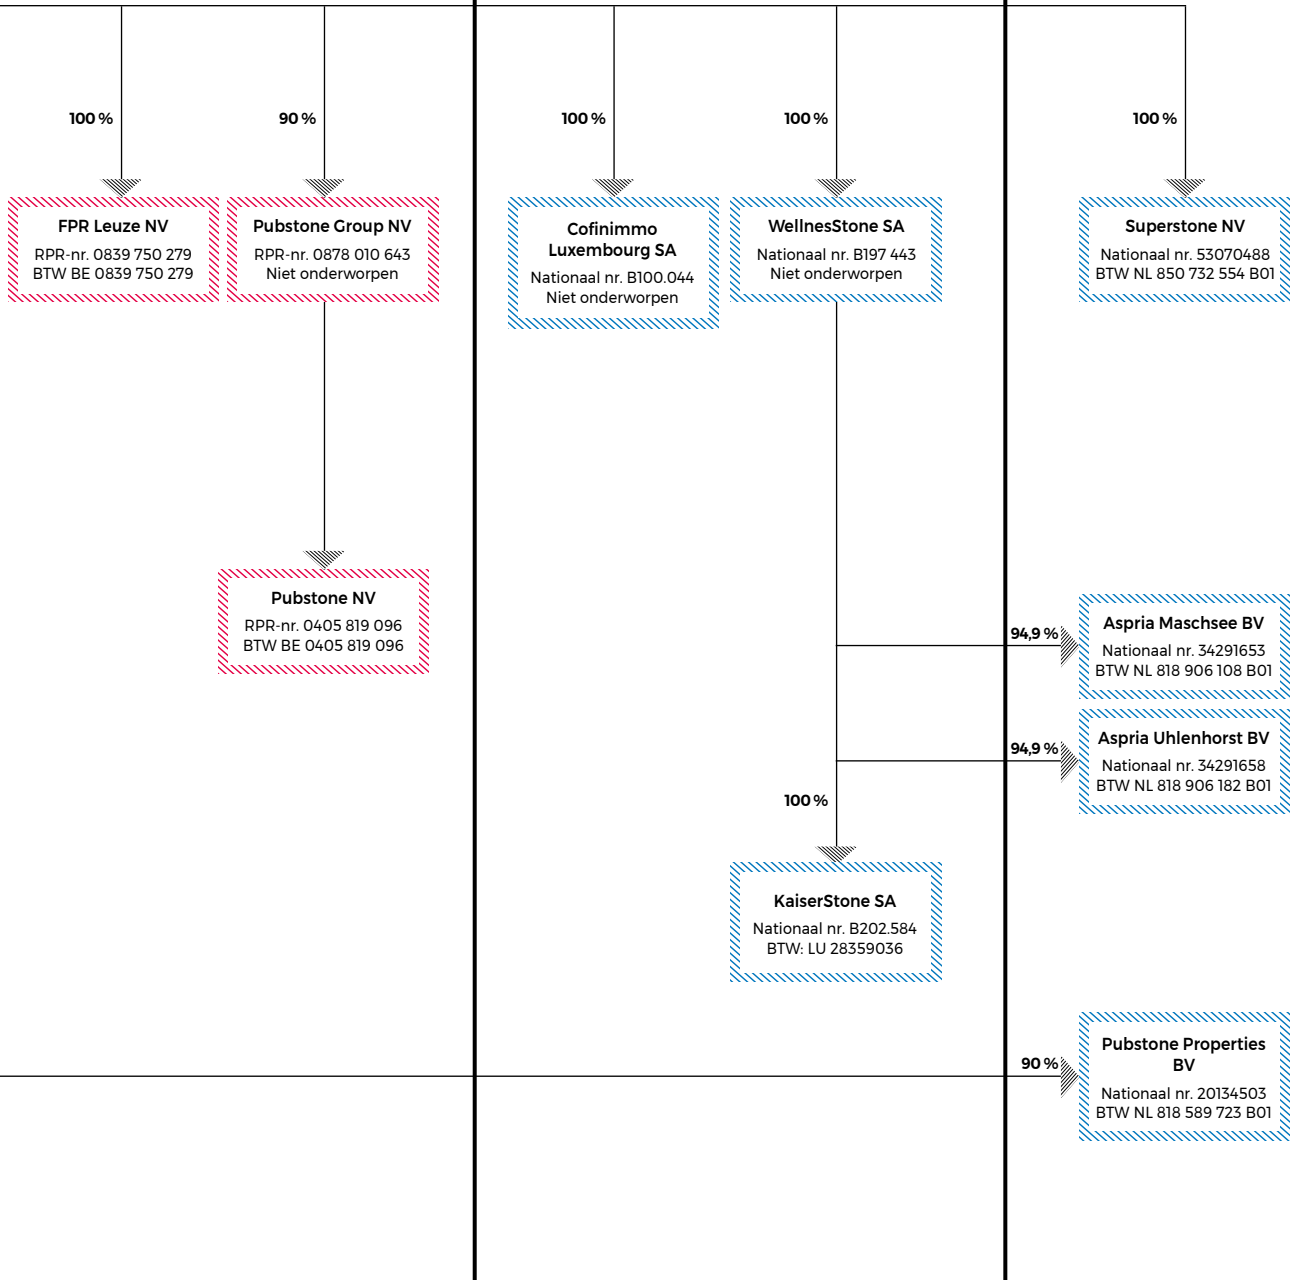 100 %
90 %
100 %
100 %
100 %
FPR Leuze NV
RPR-nr. 0839 750 279
BTW BE 0839 750 279
Pubstone Group NV
RPR-nr. 0878 010 643
Niet onderworpen
Cofinimmo
Luxembourg SA
Nationaal nr. B100.044
Niet onderworpen
WellnesStone SA
Nationaal nr. B197 443
Niet onderworpen
Superstone NV
Nationaal nr. 53070488
BTW NL 850 732 554 B01
Pubstone NV
RPR-nr. 0405 819 096
BTW BE 0405 819 096
94,9 %
Aspria Maschsee BV
Nationaal nr. 34291653
BTW NL 818 906 108 B01
94,9 %
Aspria Uhlenhorst BV
Nationaal nr. 34291658
BTW NL 818 906 182 B01
100 %
KaiserStone SA
Nationaal nr. B202.584
BTW: LU 28359036
90 %
Pubstone Properties
BV
Nationaal nr. 20134503
BTW NL 818 589 723 B01